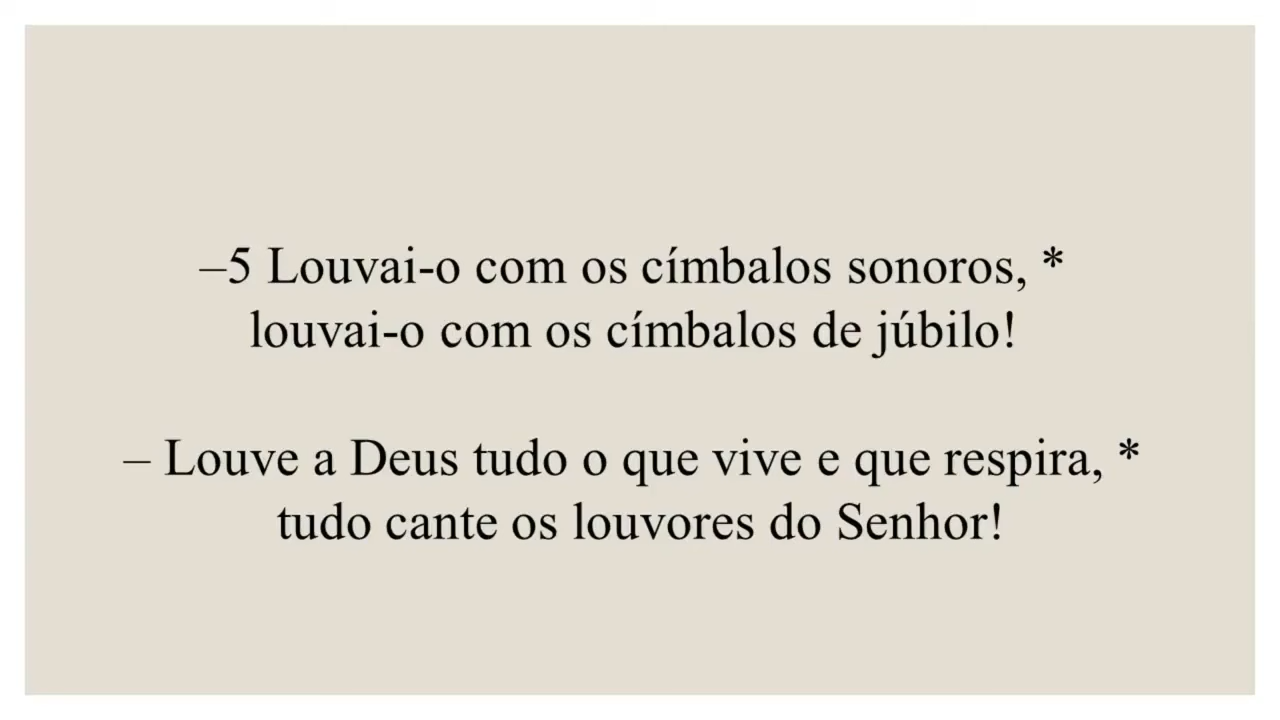 –5 Louvai-o com os címbalos sonoros, *
louvai-o com os címbalos de júbilo!
– Louve a Deus tudo o que vive e que respira, *
tudo cante os louvores do Senhor!